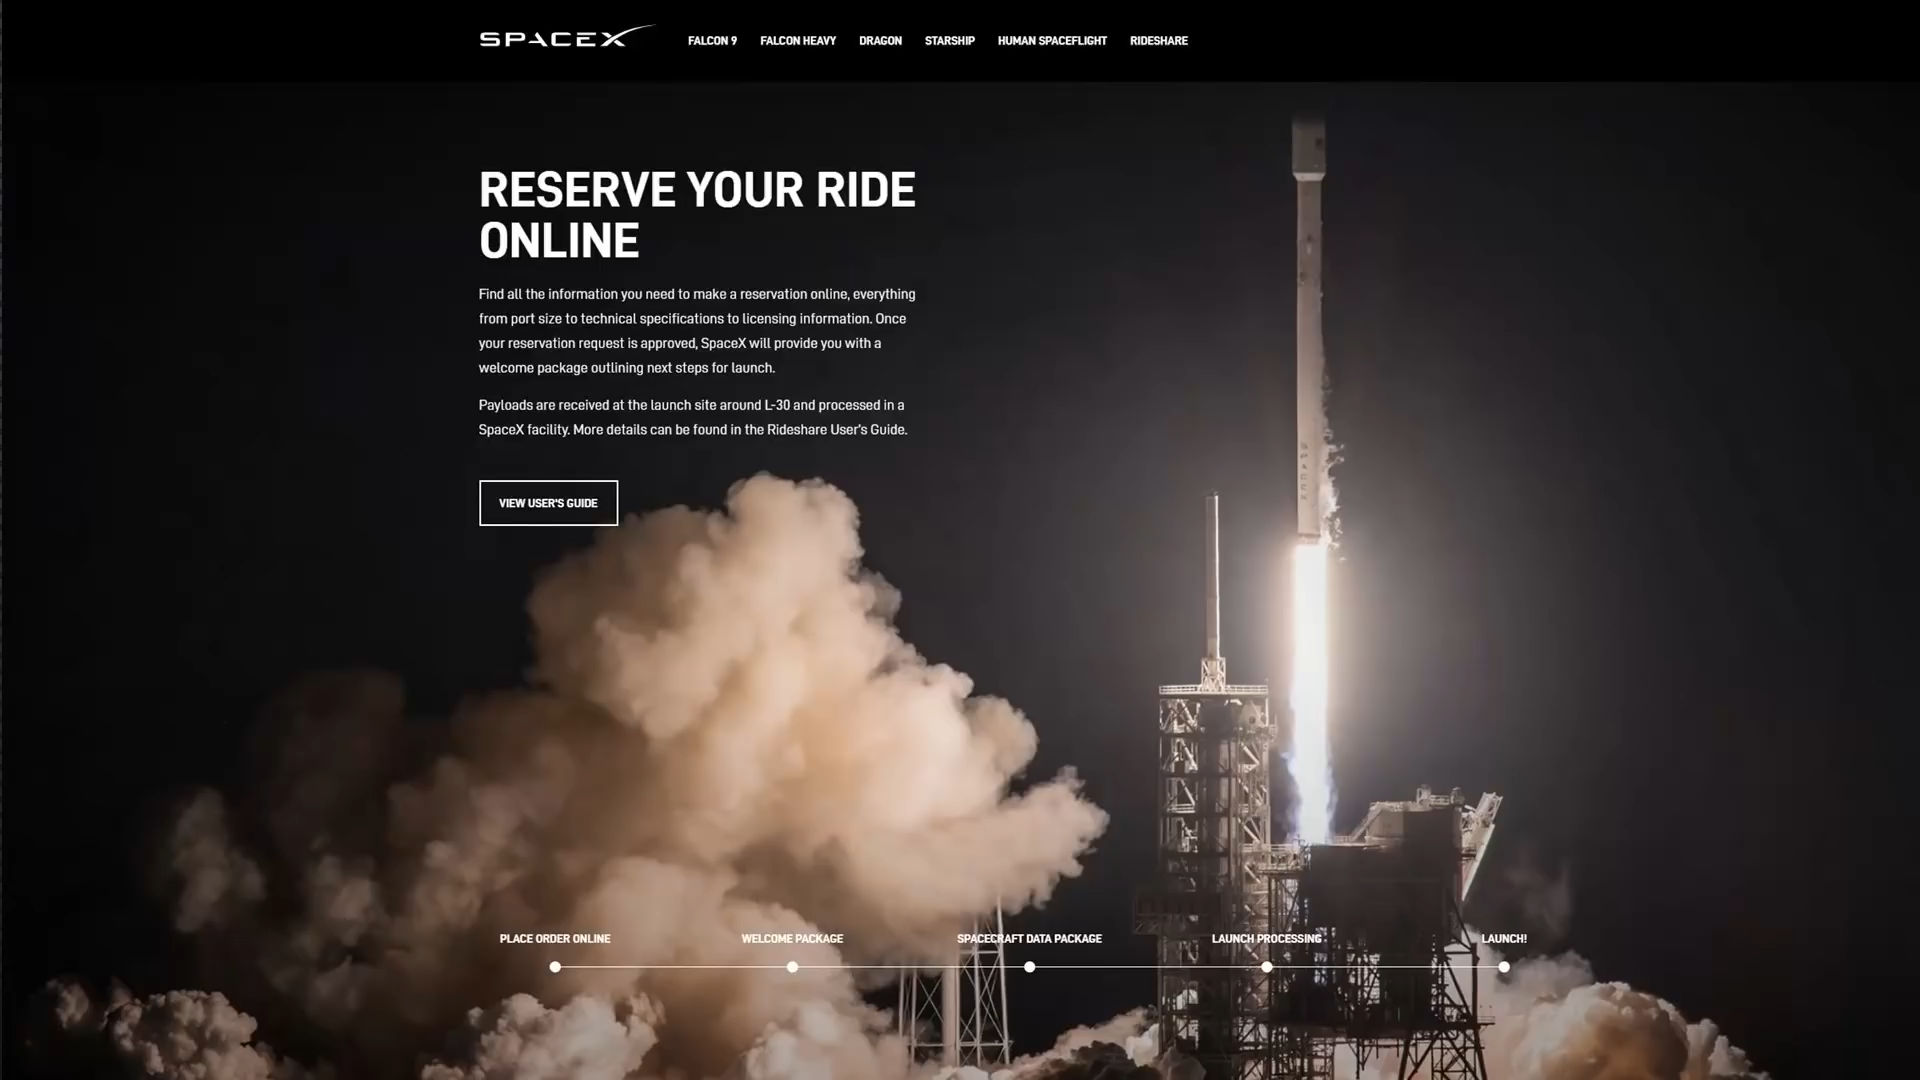 SPACEX
FALCON 9 FALCON HEAVY DRAGON STARSHIP HUMAN SPACEFLIGHT RIDESHARE
RESERVE YOUR RIDE
ONLINE
Find all the information you need to make a reservation online, everything
from port size to technical specifications to licensing information. Once
your reservation request is approved, SpaceX will provide you with a
welcome package outlining next steps for launch.
Payloads are received at the launch site around L-30 and processed in a
SpaceX facility. More details can be found in the Rideshare User's Guide.
SPACEX
VIEW USER'S GUIDE
PLACE ORDER ONLINE WELCOME PACKAGE SPACECRAFT DATA PACKAGE LAUNCH PROCESSING LAUNCH!